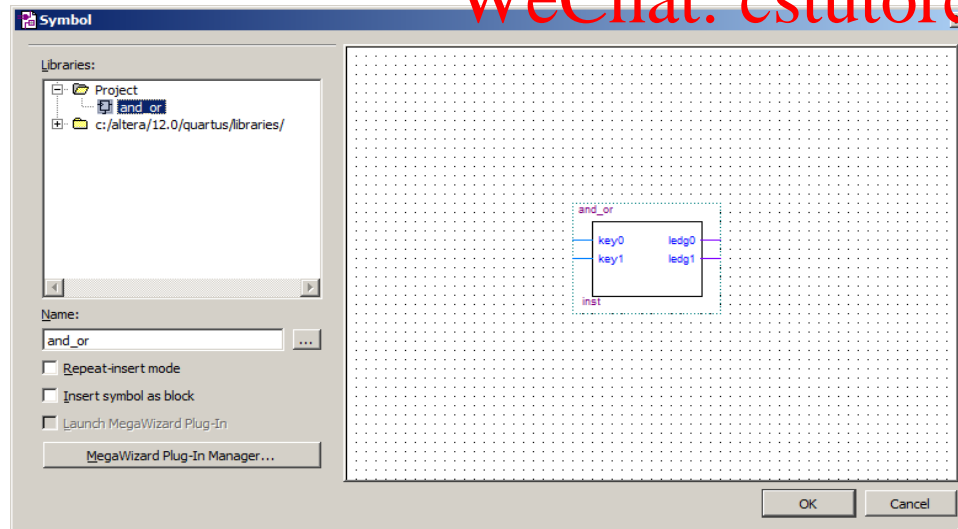 WeChat: cstutorc
Symbol
Libraries:
Project
and_or
c:/altera/12.0/quartus/libraries/
and_or
key0 ledg0
key1 ledg1
inst
Name:
and_or
...
Repeat-insert mode
Insert symbol as block
Launch MegaWizard Plug-In
MegaWizard Plug-In Manager...
OK Cancel